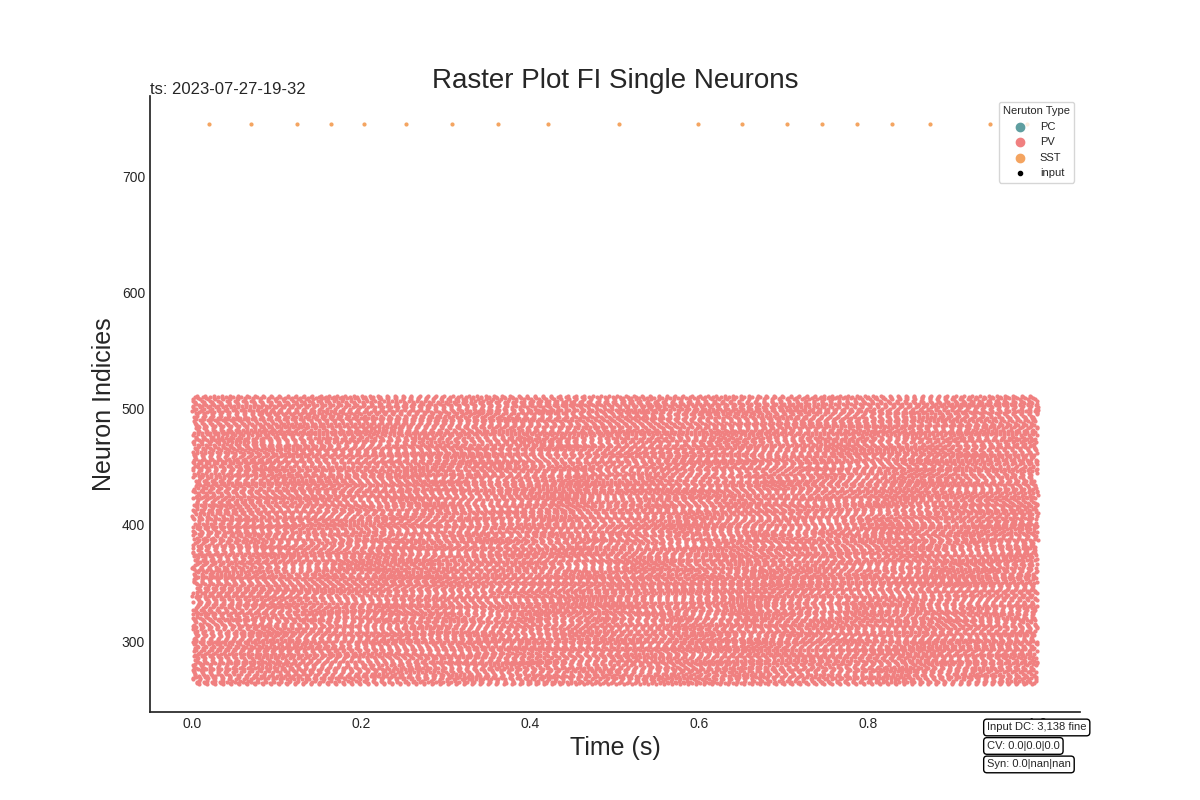 Raster Plot FI Single Neurons
ts: 2023-07-27-19-32
Neruton Type
PC
PV
SST
input
700
600
500
400
300
Neuron Indicies
0.0 0.2 0.4 0.6 0.8
Time (s)
Input DC: 3,138 fine
CV: 0.0|0.0|0.0
Syn: 0.0|nan|nan